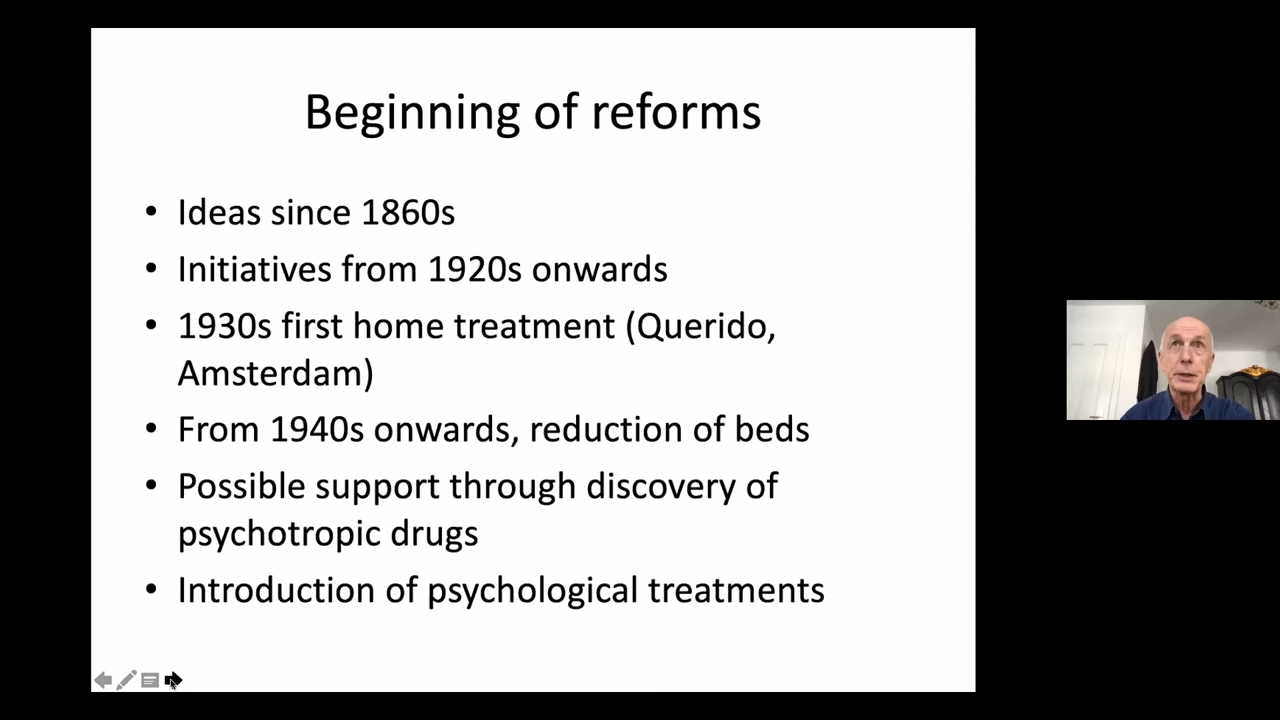 Beginning of reforms
• Ideas since 1860s
• Initiatives from 1920s onwards
• 1930s first home treatment (Querido,
Amsterdam)
• From 1940s onwards, reduction of beds
• Possible support through discovery of
psychotropic drugs
• Introduction of psychological treatments